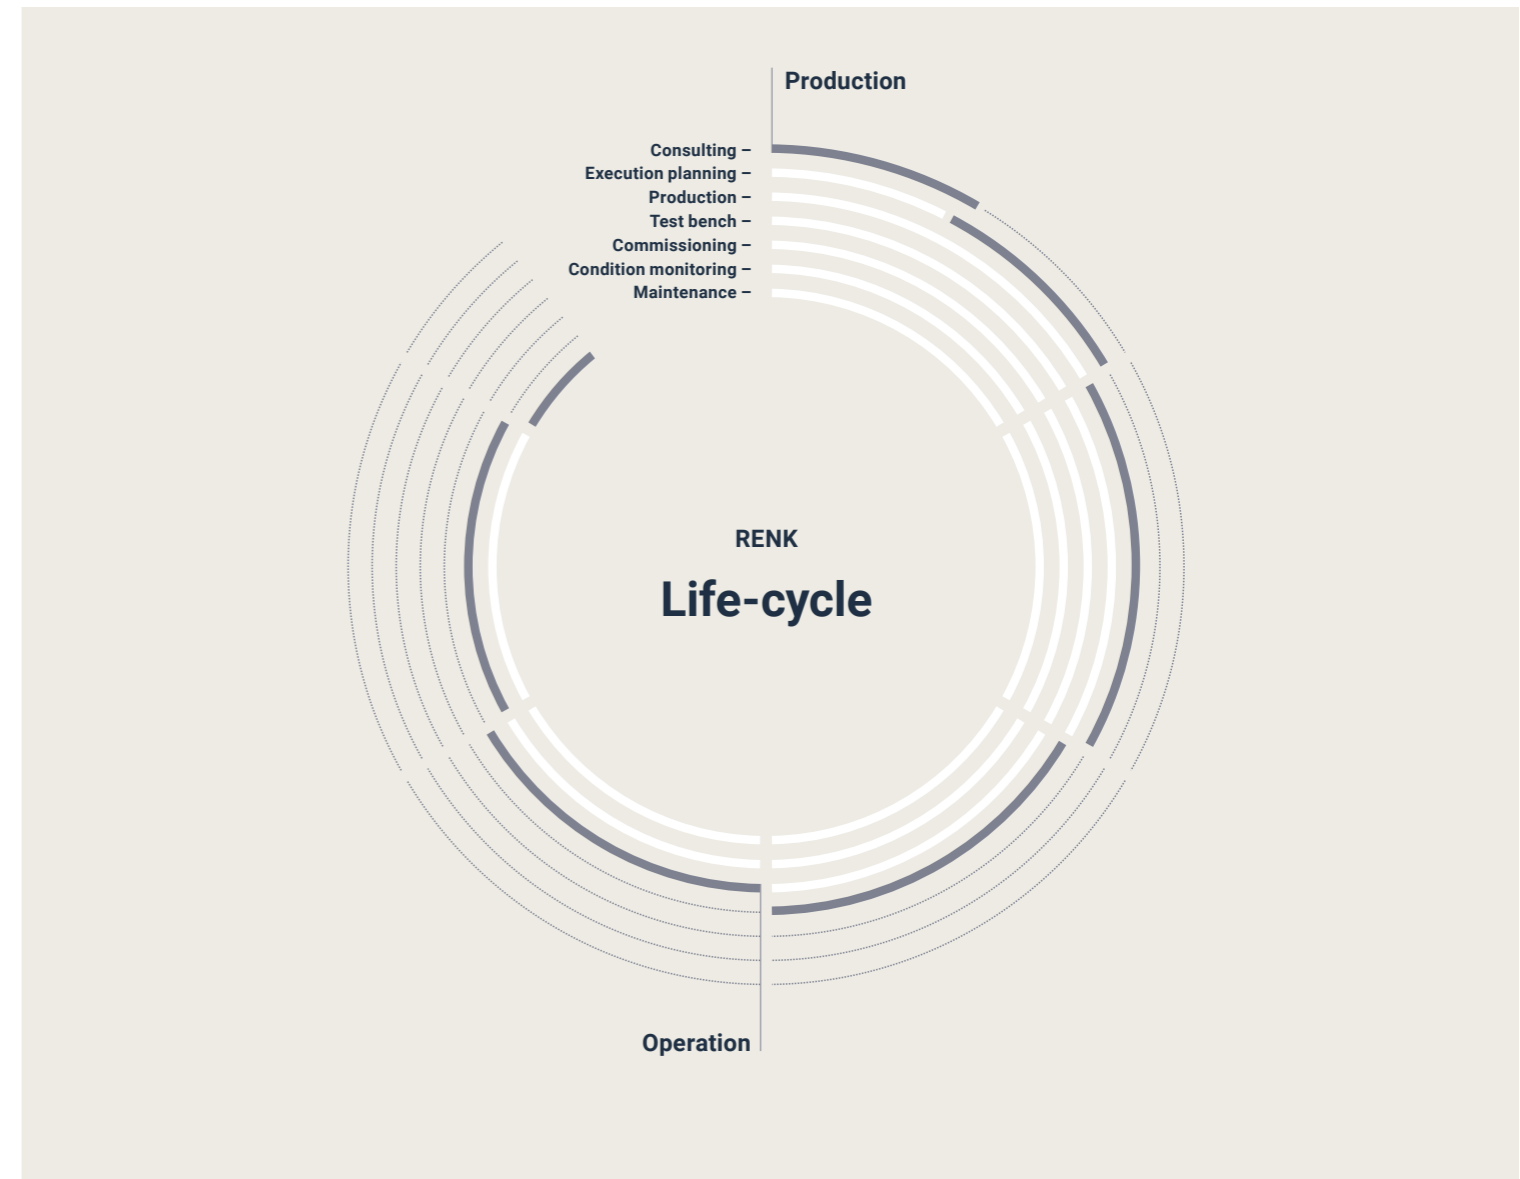 Production
Consulting –
Execution planning –
Production –
Test bench –
Commissioning –
Condition monitoring –
Maintenance –
RENK
Life-cycle
Operation